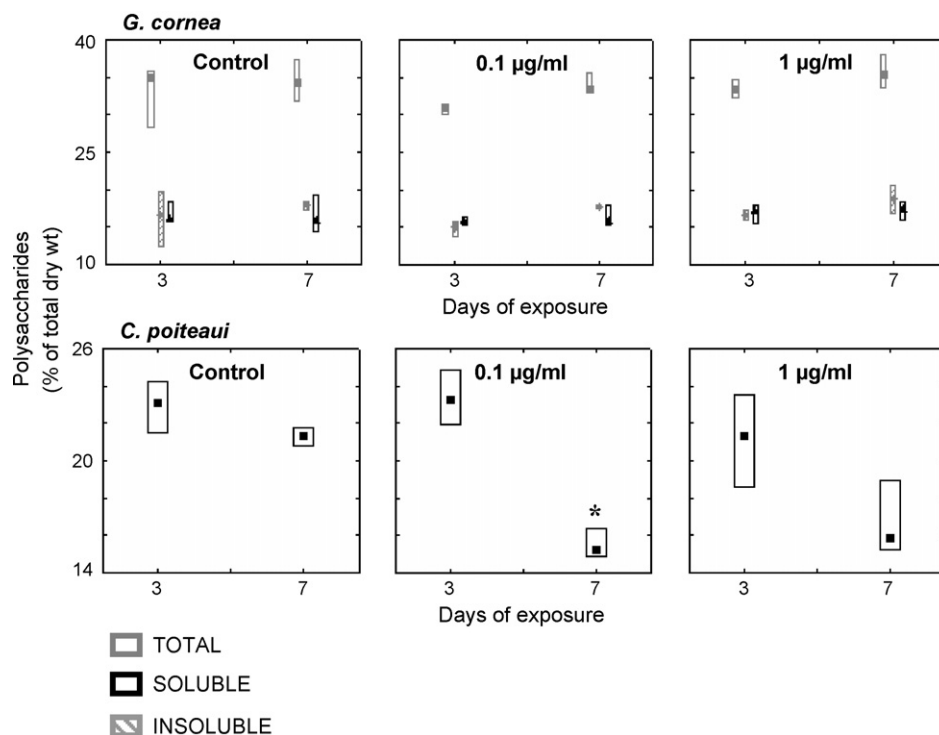 G. cornea
40
25
10
Control
0.1 µg/ml
1 µg/ml
3
7
3
7
3
7
Days of exposure
Polysaccharides
(% of total dry wt)
C. poiteaui
26
20
14
Control
0.1 µg/ml
1 µg/ml
*
3
7
3
7
3
7
Days of exposure
TOTAL
SOLUBLE
INSOLUBLE